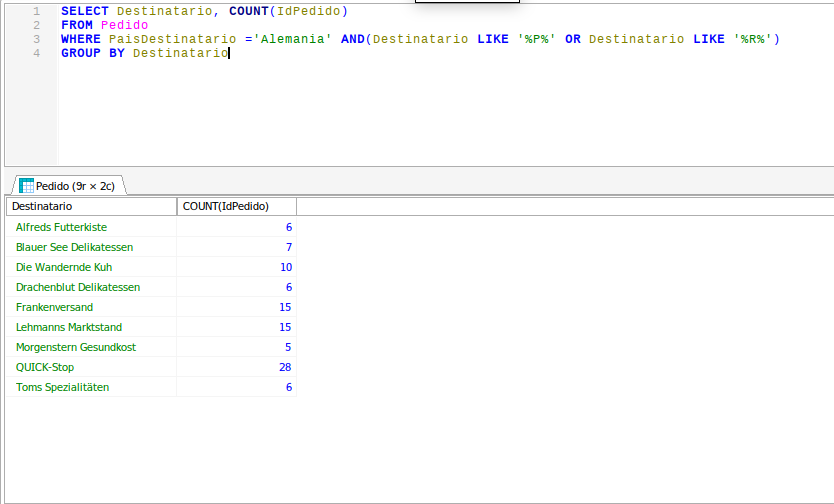 1 SELECT Destinatario, COUNT(IdPedido)
2 FROM Pedido
3 WHERE PaisDestinatario ='Alemania' AND(Destinatario LIKE '%P%' OR Destinatario LIKE '%R%')
4 GROUP BY Destinatario
Pedido (9r × 2c)
Destinatario COUNT(IdPedido)
Alfreds Futterkiste 6
Blauer See Delikatessen 7
Die Wandernde Kuh 10
Drachenblut Delikatessen 6
Frankenversand 15
Lehmanns Marktstand 15
Morgenstern Gesundkost 5
QUICK-Stop 28
Toms Spezialitäten 6